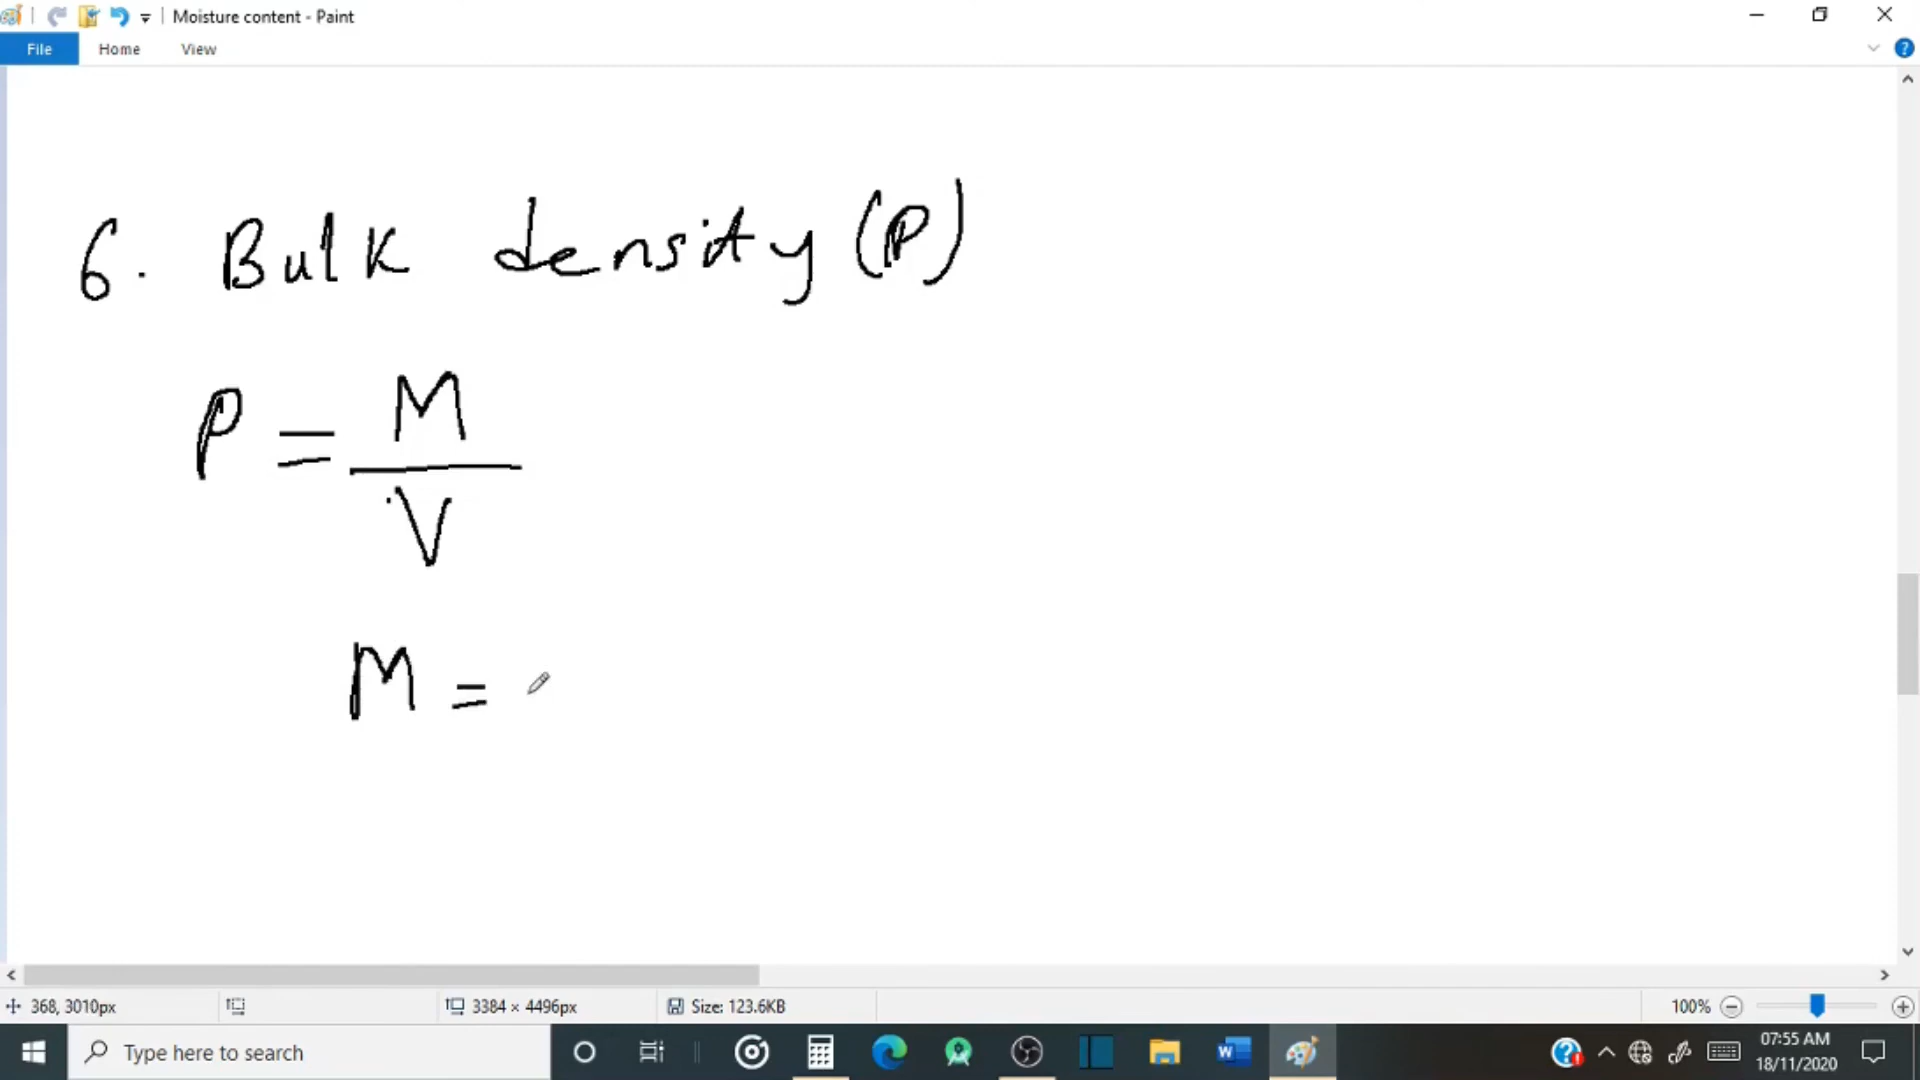 Moisture content - Paint
File Home View
6. Bulk density (ρ)
ρ = M
V
M =
368, 3010px 3384 × 4496px Size: 123.6KB 100%
Type here to search
07:55 AM
18/11/2020